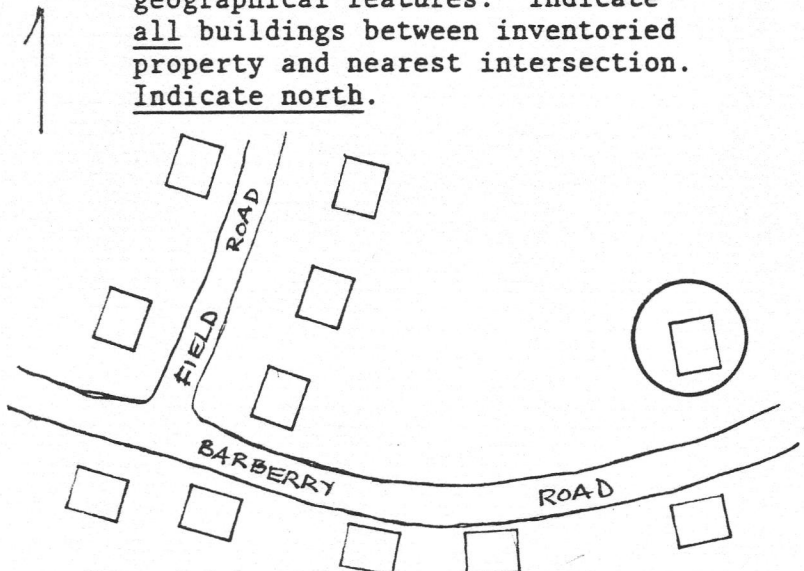 geographical features. Indicate
all buildings between inventoried
property and nearest intersection.
Indicate north.
FIELD ROAD
BARBERRY ROAD